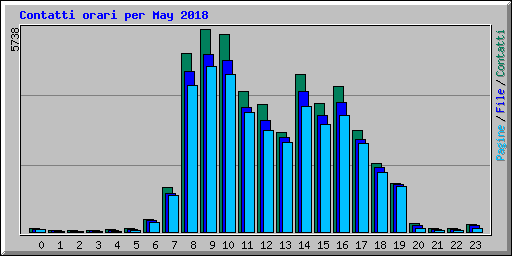 Contatti orari per May 2018
5738
Pagine/File/Contatti
0 1 2 3 4 5 6 7 8 9 10 11 12 13 14 15 16 17 18 19 20 21 22 23